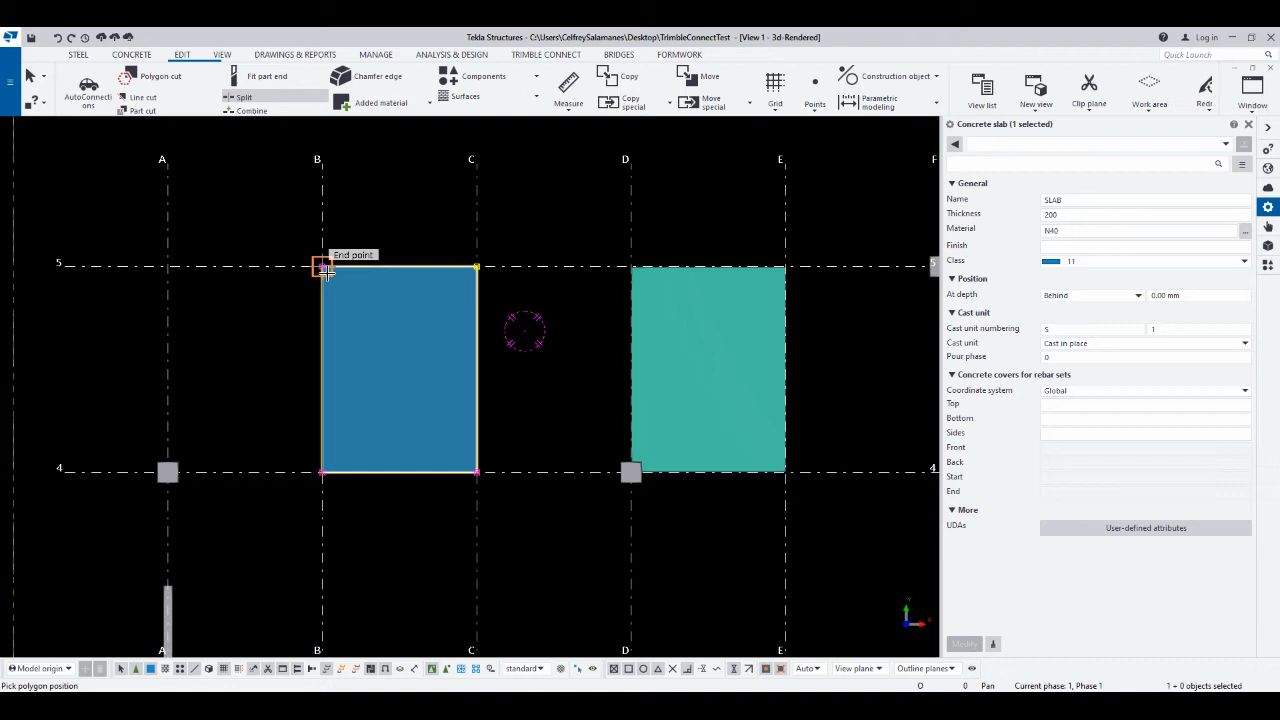 Tekla Structures - C:\Users\CelfreySalamanes\Desktop\TrimbleConnectTest - [View 1 - 3d-Rendered]
Log in
STEEL CONCRETE EDIT VIEW DRAWINGS & REPORTS MANAGE ANALYSIS & DESIGN TRIMBLE CONNECT BRIDGES FORMWORK
Quick Launch
AutoConnecti
ons
Polygon cut
Line cut
Part cut
Fit part end
Split
Combine
Chamfer edge
Added material
Components
Surfaces
Measure
Copy
Copy
special
Move
Move
special
Grid
Points
Construction object
Parametric
modeling
View list
New view
Clip plane
Work area
Redi
Window
Concrete slab (1 selected)
General
Name SLAB
Thickness 200
Material N40 ...
Finish
Class 11
Position
At depth Behind 0.00 mm
Cast unit
Cast unit numbering S 1
Cast unit Cast in place
Pour phase 0
Concrete covers for rebar sets
Coordinate system Global
Top
Bottom
Sides
Front
Back
Start
End
More
UDAs User-defined attributes
Modify
A B C D E F
End point
5 5
4 4
A B C D E
Y
X
Model origin
standard
Auto
View plane
Outline planes
Pick polygon position
O 0 Pan Current phase: 1, Phase 1 1 + 0 objects selected